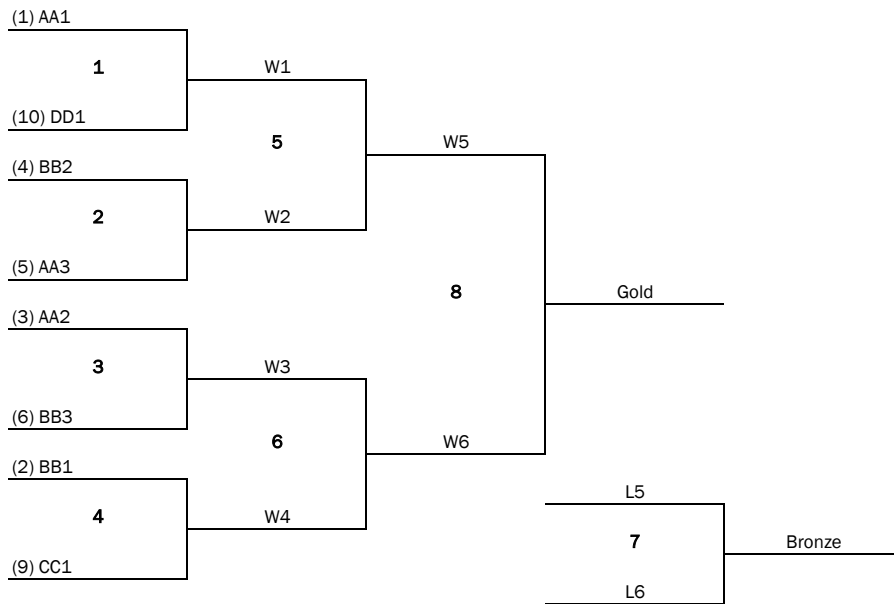 (1) AA1
1
W1
(10) DD1
5
W5
(4) BB2
2
W2
(5) AA3
8
Gold
(3) AA2
3
W3
(6) BB3
6
W6
(2) BB1
L5
4
W4
7
Bronze
(9) CC1
L6